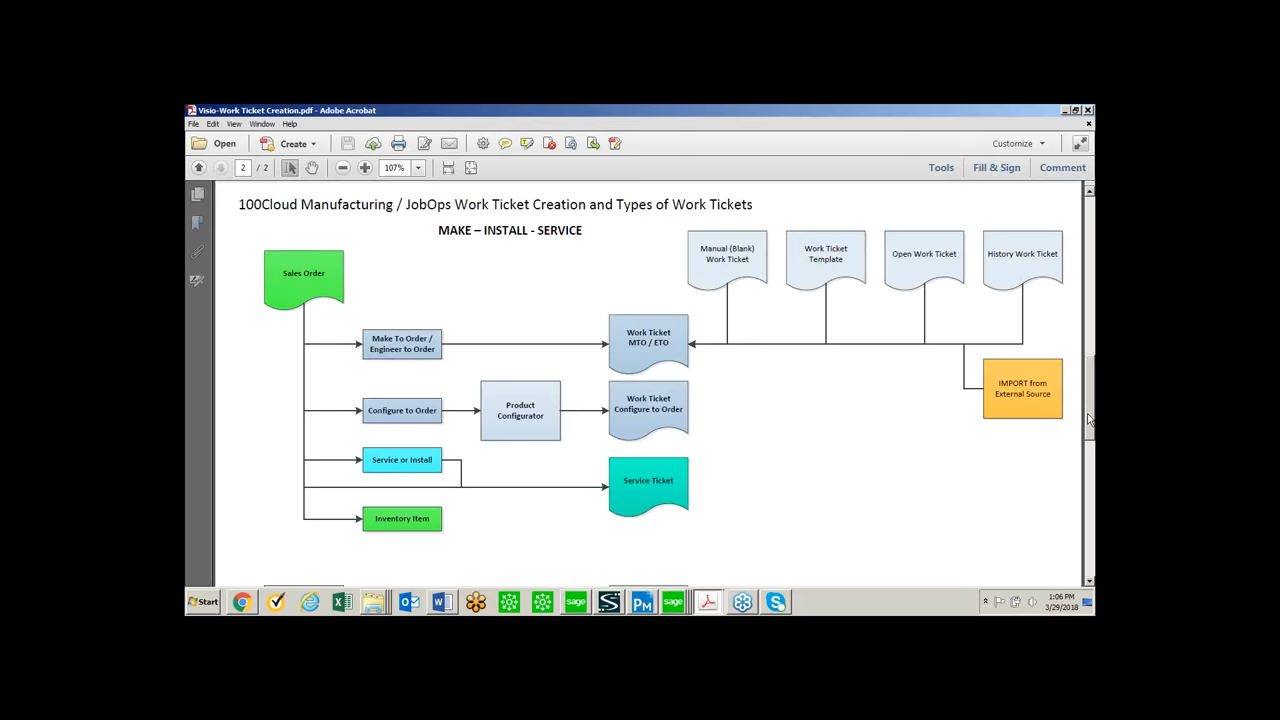 Visio-Work Ticket Creation.pdf - Adobe Acrobat
File Edit View Window Help
Open Create Customize
2 / 2 107% Tools Fill & Sign Comment
100Cloud Manufacturing / JobOps Work Ticket Creation and Types of Work Tickets
MAKE – INSTALL - SERVICE
Sales Order
Manual (Blank)
Work Ticket
Work Ticket
Template
Open Work Ticket
History Work Ticket
Make To Order /
Engineer to Order
Work Ticket
MTO / ETO
IMPORT from
External Source
Configure to Order
Product
Configurator
Work Ticket
Configure to Order
Service or Install
Service Ticket
Inventory Item
Start
sage
Pm
sage
1:06 PM
3/29/2018